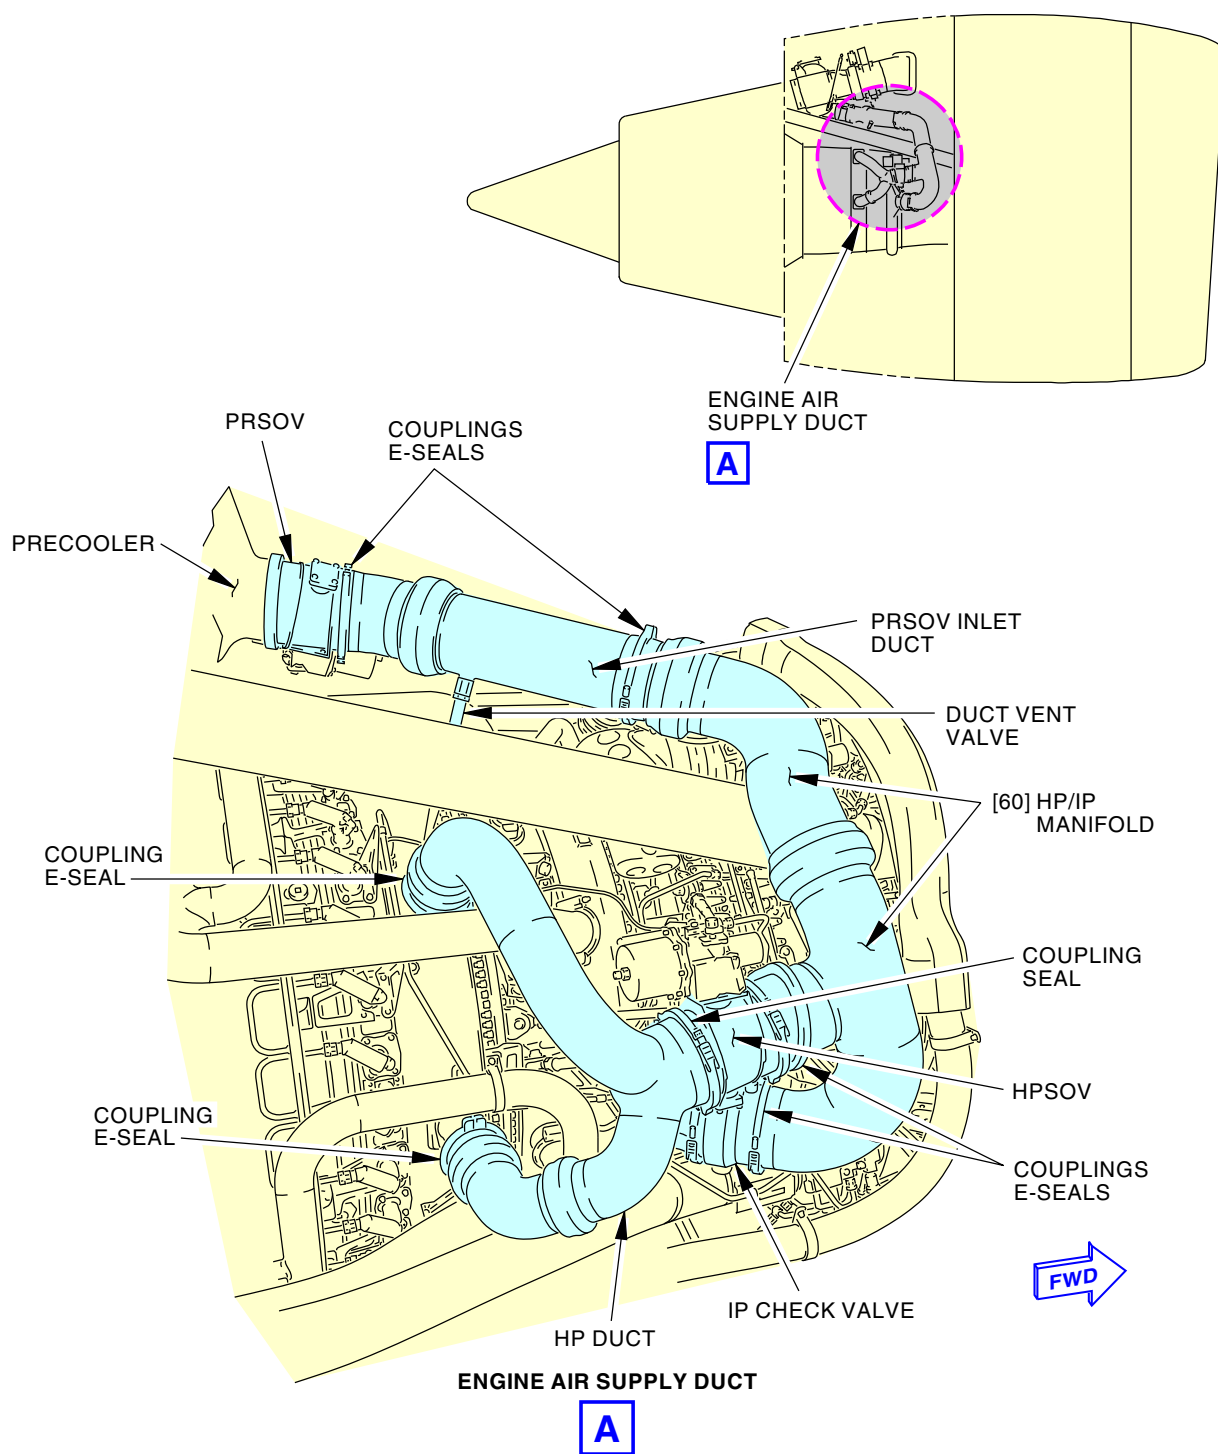 ENGINE AIR
SUPPLY DUCT
A
PRSOV
COUPLINGS
E-SEALS
PRECOOLER
PRSOV INLET
DUCT
DUCT VENT
VALVE
[60] HP/IP
MANIFOLD
COUPLING
E-SEAL
COUPLING
SEAL
HPSOV
COUPLING
E-SEAL
COUPLINGS
E-SEALS
FWD
IP CHECK VALVE
HP DUCT
ENGINE AIR SUPPLY DUCT
A